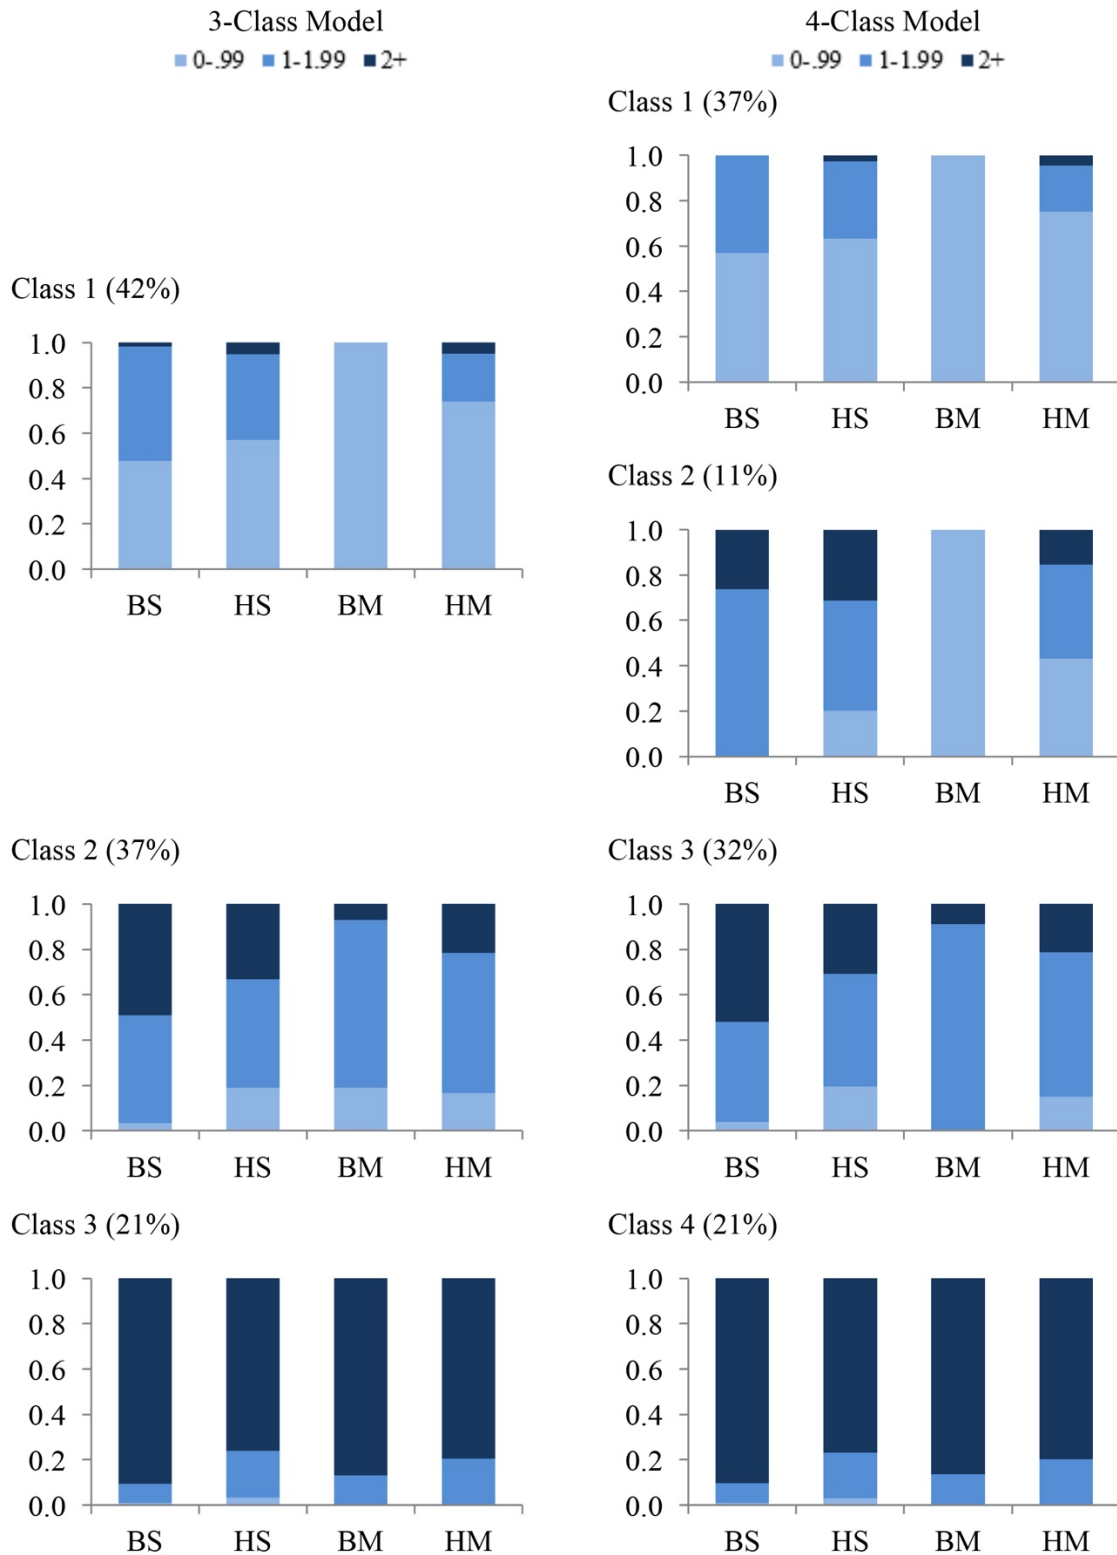 3-Class Model
0-.99 1-1.99 2+
Class 1 (42%)
1.0
0.8
0.6
0.4
0.2
0.0
BS HS BM HM
Class 2 (37%)
1.0
0.8
0.6
0.4
0.2
0.0
BS HS BM HM
Class 3 (21%)
1.0
0.8
0.6
0.4
0.2
0.0
BS HS BM HM
4-Class Model
0-.99 1-1.99 2+
Class 1 (37%)
1.0
0.8
0.6
0.4
0.2
0.0
BS HS BM HM
Class 2 (11%)
1.0
0.8
0.6
0.4
0.2
0.0
BS HS BM HM
Class 3 (32%)
1.0
0.8
0.6
0.4
0.2
0.0
BS HS BM HM
Class 4 (21%)
1.0
0.8
0.6
0.4
0.2
0.0
BS HS BM HM